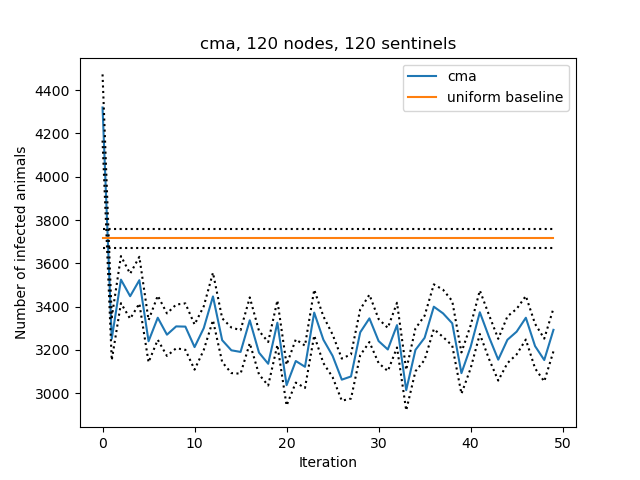 cma, 120 nodes, 120 sentinels
cma
uniform baseline
Number of infected animals
4400
4200
4000
3800
3600
3400
3200
3000
0 10 20 30 40 50
Iteration